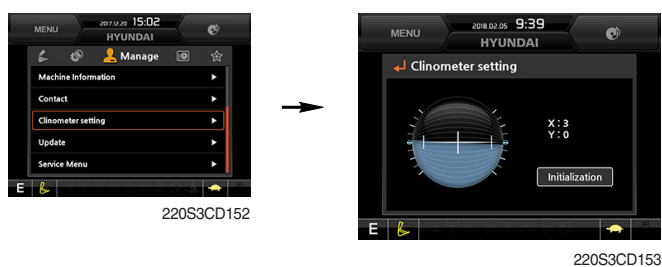 MENU
2017.12.20 15:02
HYUNDAI
Manage
Machine Information
Contact
Clinometer setting
Update
Service Menu
E
220S3CD152
MENU
2018.02.05 9:39
HYUNDAI
Clinometer setting
X : 3
Y : 0
Initialization
E
220S3CD153